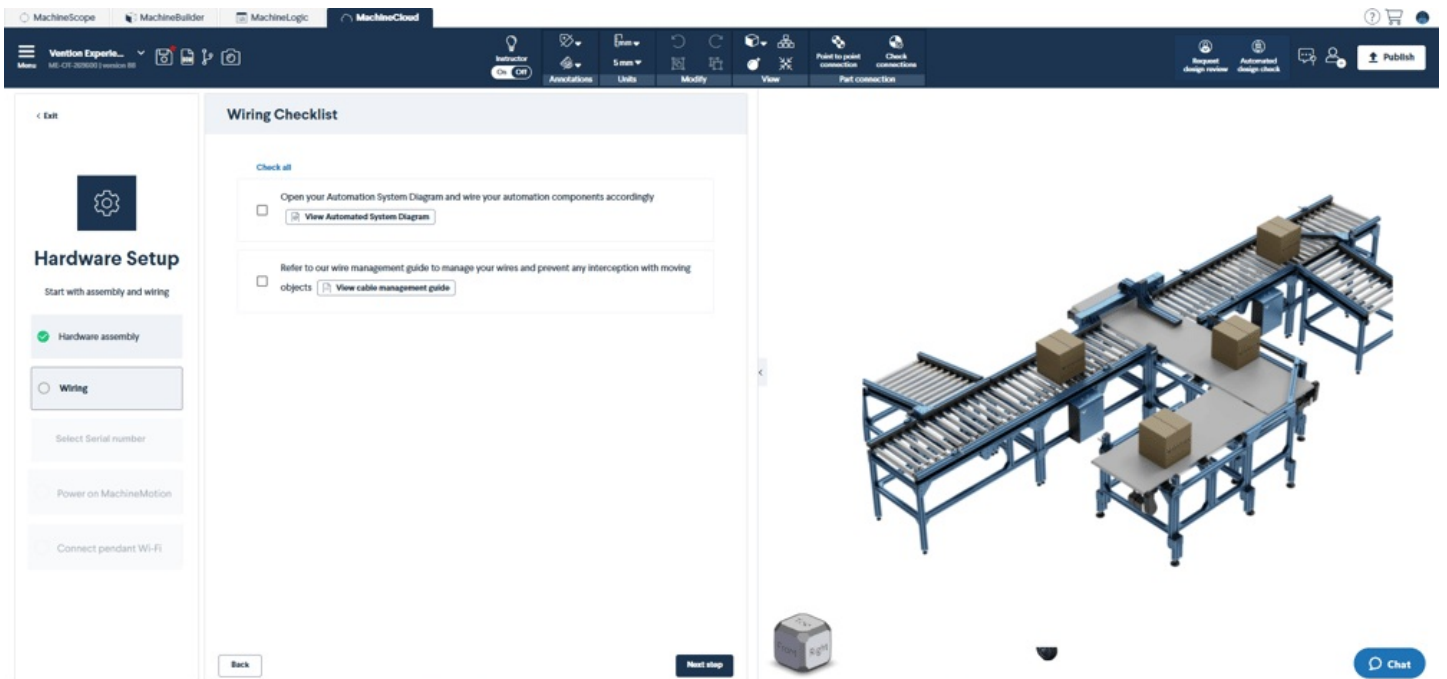 MachineScope
MachineBuilder
MachineLogic
MachineCloud
Menu
Vention Experie...
Instructor
On Off
Annotations
mm
5 mm
Units
Modify
View
Point to point connection
Check connections
Part connection
Request design review
Automated design check
Publish
< Exit
Hardware Setup
Start with assembly and wiring
Hardware assembly
Wiring
Select Serial number
Power on MachineMotion
Connect pendant Wi-Fi
Wiring Checklist
Check all
Open your Automation System Diagram and wire your automation components accordingly
View Automated System Diagram
Refer to our wire management guide to manage your wires and prevent any interception with moving
objects View cable management guide
Back
Next step
Top
Front
Right
Chat